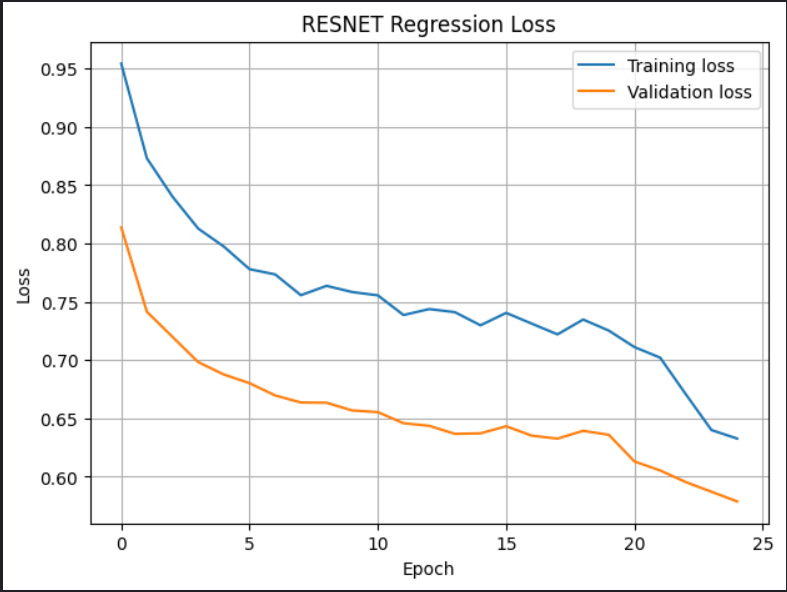 RESNET Regression Loss
Training loss
Validation loss
0.95
0.90
0.85
0.80
0.75
0.70
0.65
0.60
Loss
0 5 10 15 20 25
Epoch